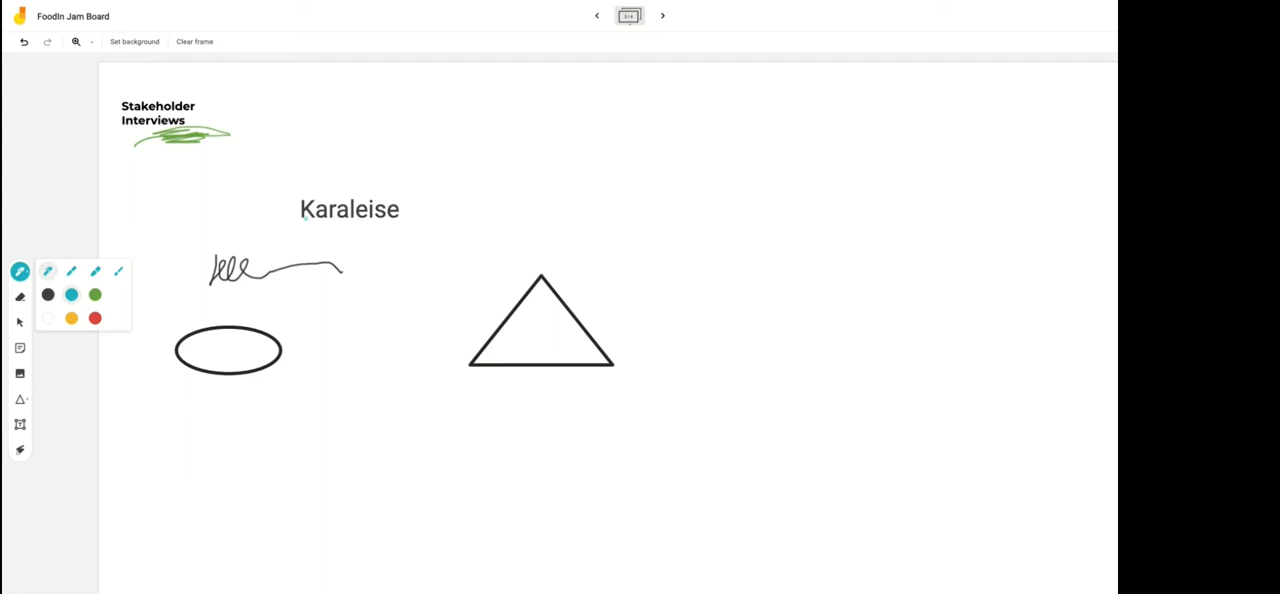 FoodIn Jam Board
Set background
Clear frame
Stakeholder
Interviews
Karaleise